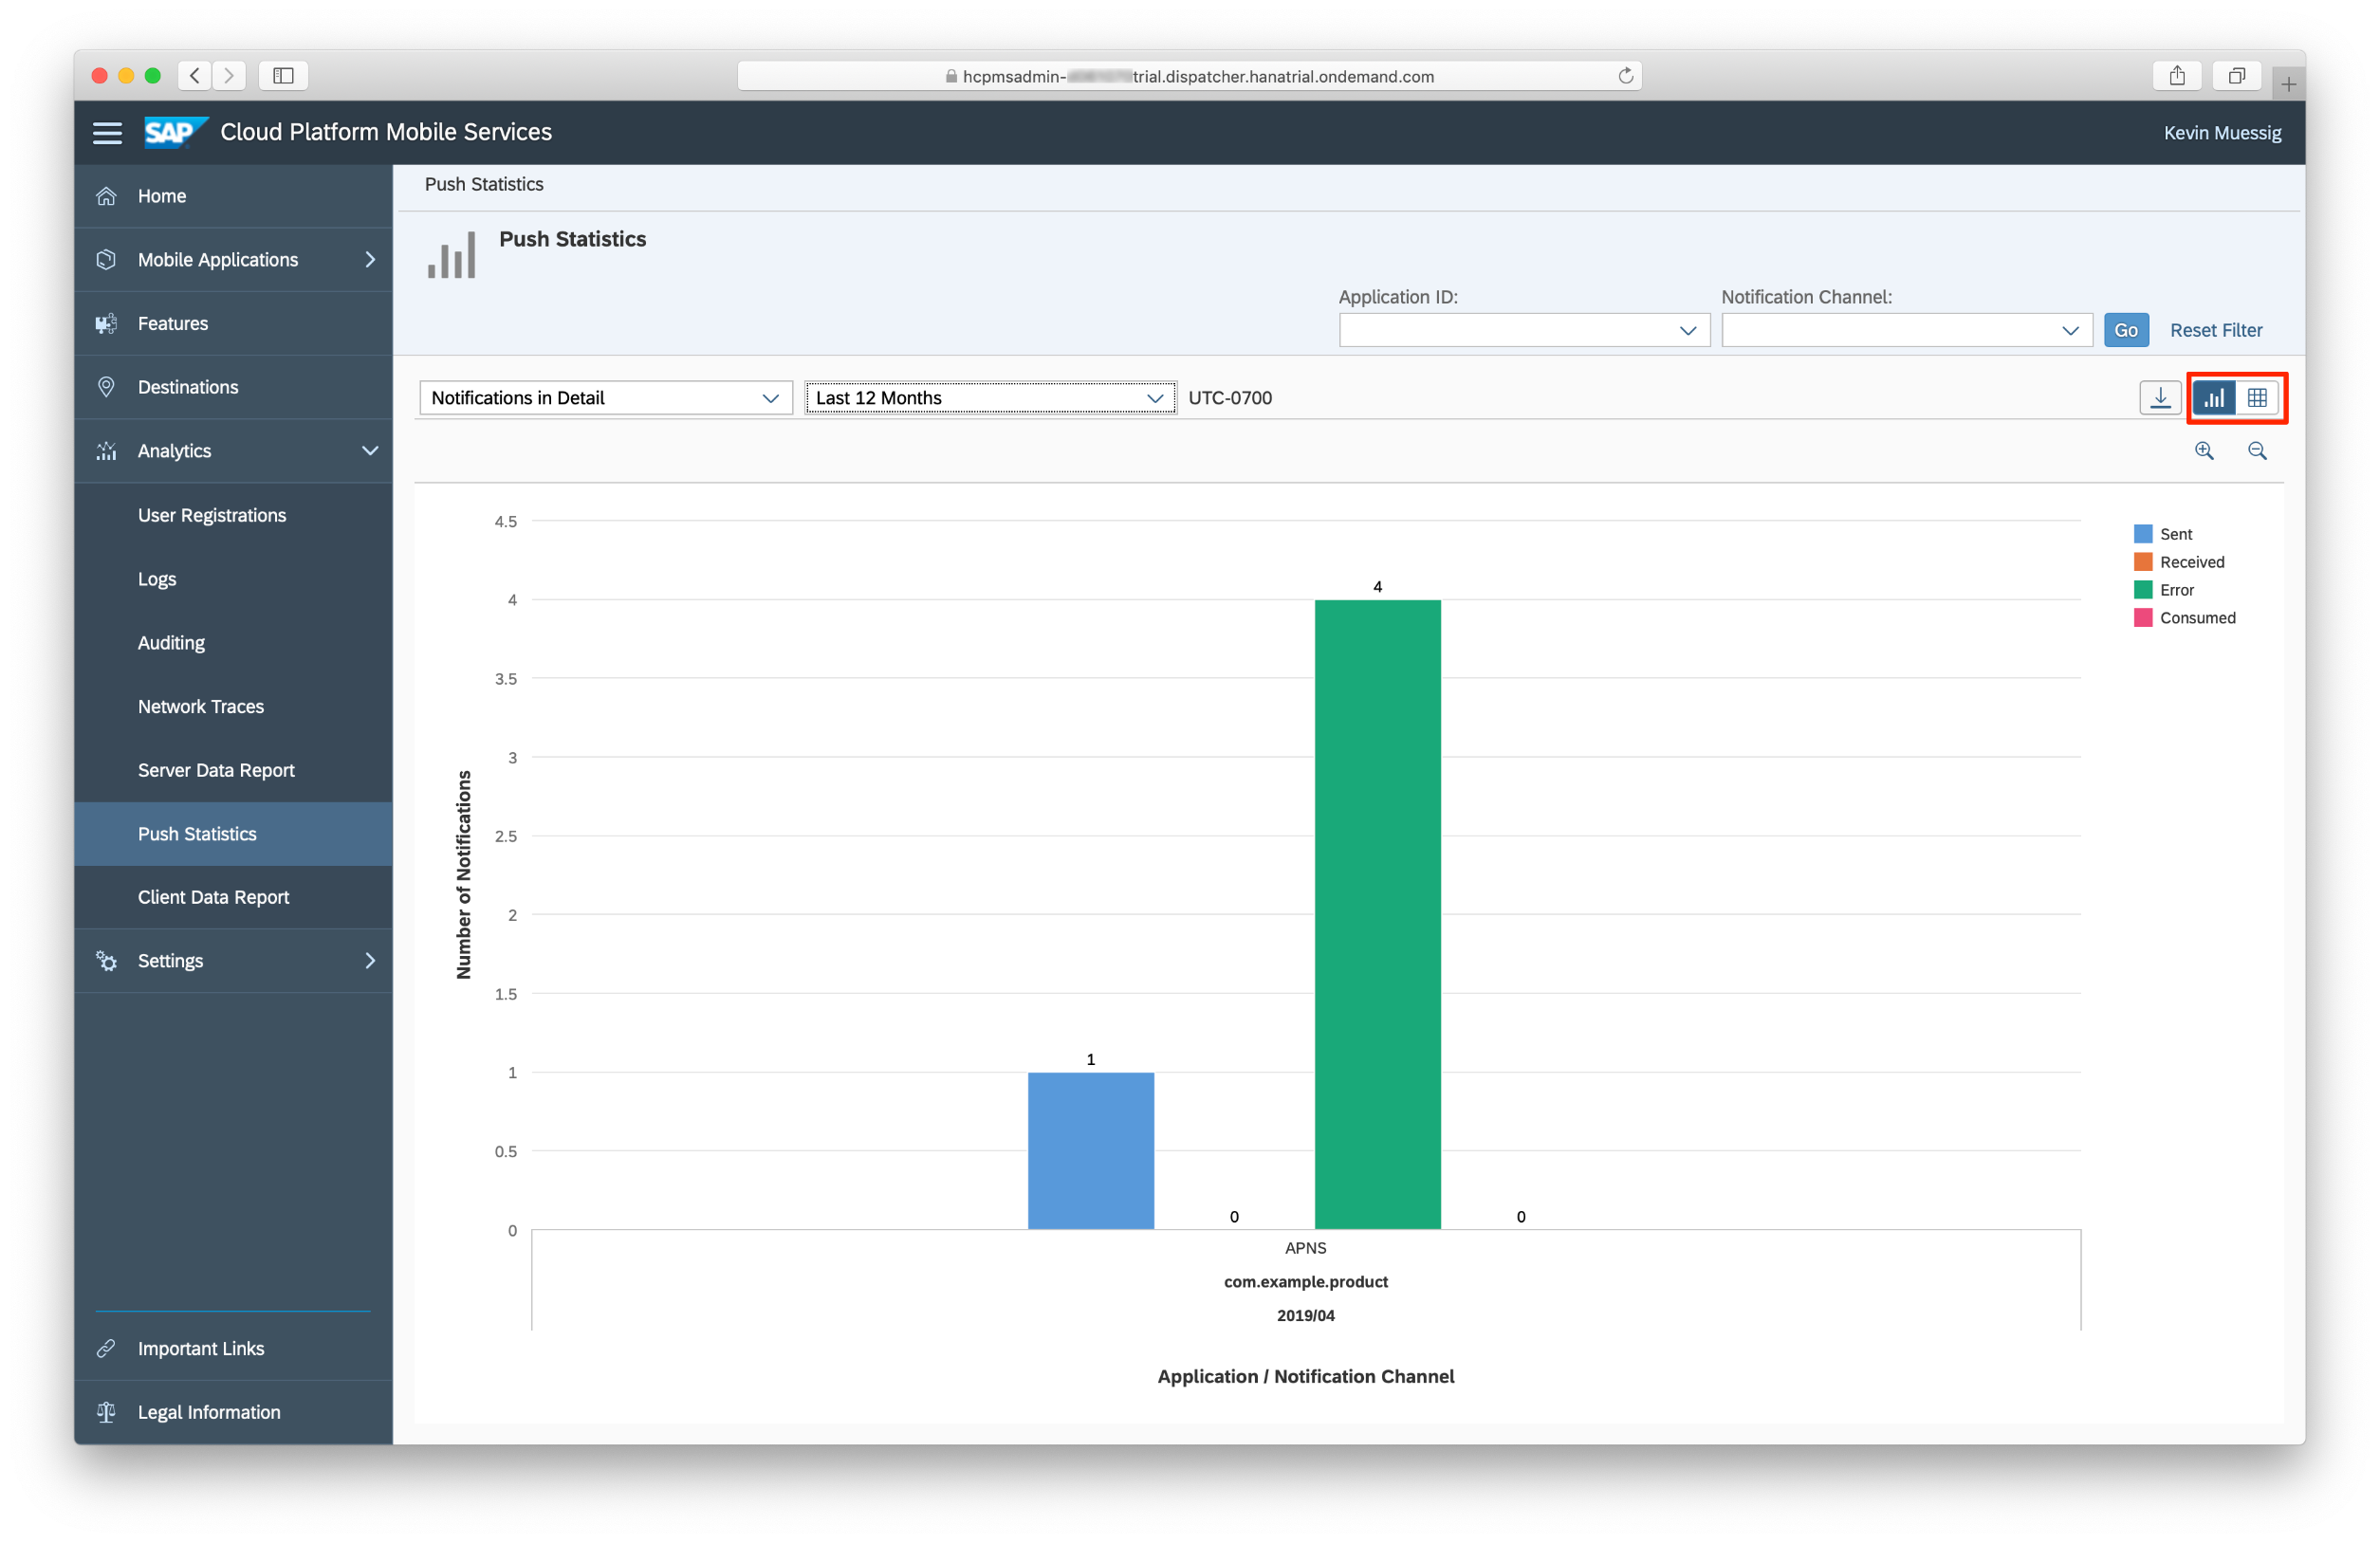 hcpmsadmin-trial.dispatcher.hanatrial.ondemand.com
SAP Cloud Platform Mobile Services
Kevin Muessig
Home
Mobile Applications
Features
Destinations
Analytics
User Registrations
Logs
Auditing
Network Traces
Server Data Report
Push Statistics
Client Data Report
Settings
Important Links
Legal Information
Push Statistics
Push Statistics
Application ID:
Notification Channel:
Go
Reset Filter
Notifications in Detail
Last 12 Months
UTC-0700
4.5
4
3.5
3
2.5
2
1.5
1
0.5
0
Number of Notifications
1
0
4
0
APNS
com.example.product
2019/04
Application / Notification Channel
Sent
Received
Error
Consumed